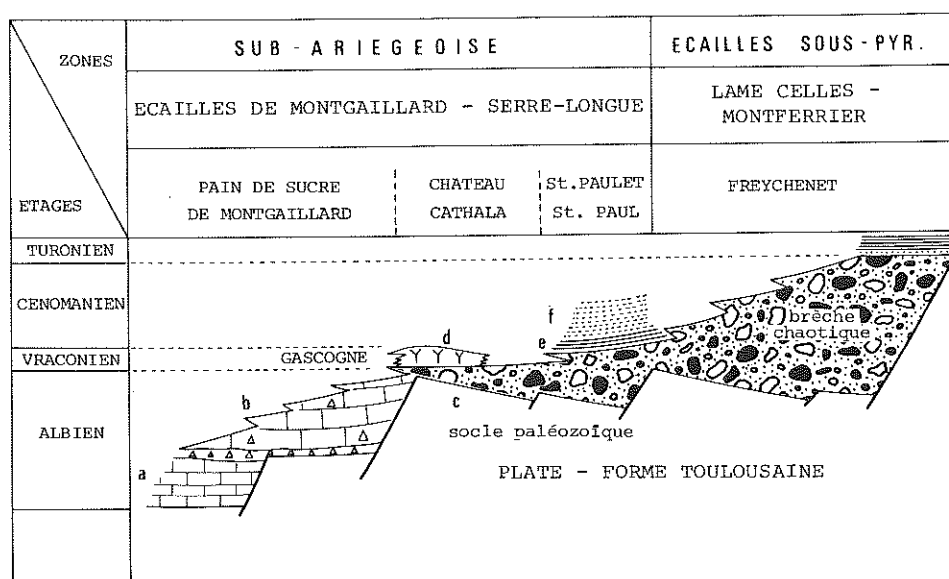 ZONES
ETAGES
SUB-ARIEGEOISE
ECAILLES SOUS-PYR.
ECAILLES DE MONTGAILLARD - SERRE-LONGUE
LAME CELLES -
MONTFERRIER
PAIN DE SUCRE
DE MONTGAILLARD
CHATEAU
CATHALA
St.PAULET
St. PAUL
FREYCHENET
TURONIEN
CENOMANIEN
VRACONIEN
ALBIEN
GASCOGNE
a
b
c
d
e
f
brèche
chaotique
socle paléozoïque
PLATE - FORME TOULOUSAINE